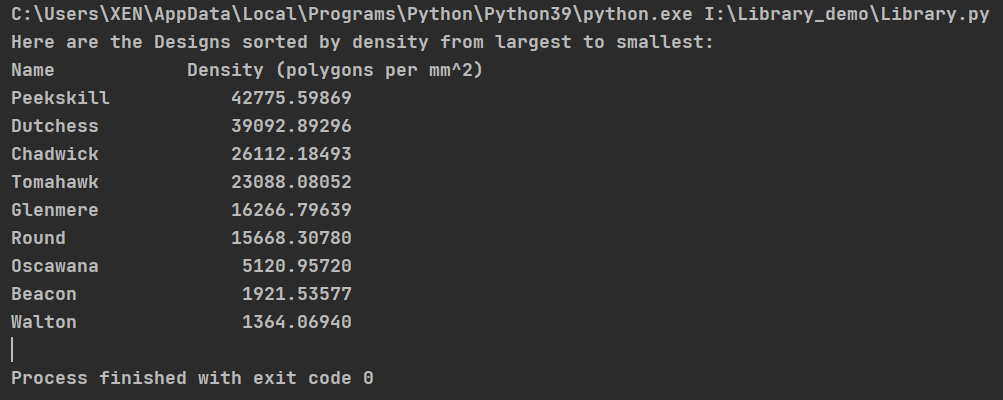 C:\Users\XEN\AppData\Local\Programs\Python\Python39\python.exe I:\Library_demo\Library.py
Here are the Designs sorted by density from largest to smallest:
Name            Density (polygons per mm^2)
Peekskill           42775.59869
Dutchess            39092.89296
Chadwick            26112.18493
Tomahawk            23088.08052
Glenmere            16266.79639
Round               15668.30780
Oscawana             5120.95720
Beacon               1921.53577
Walton               1364.06940
Process finished with exit code 0